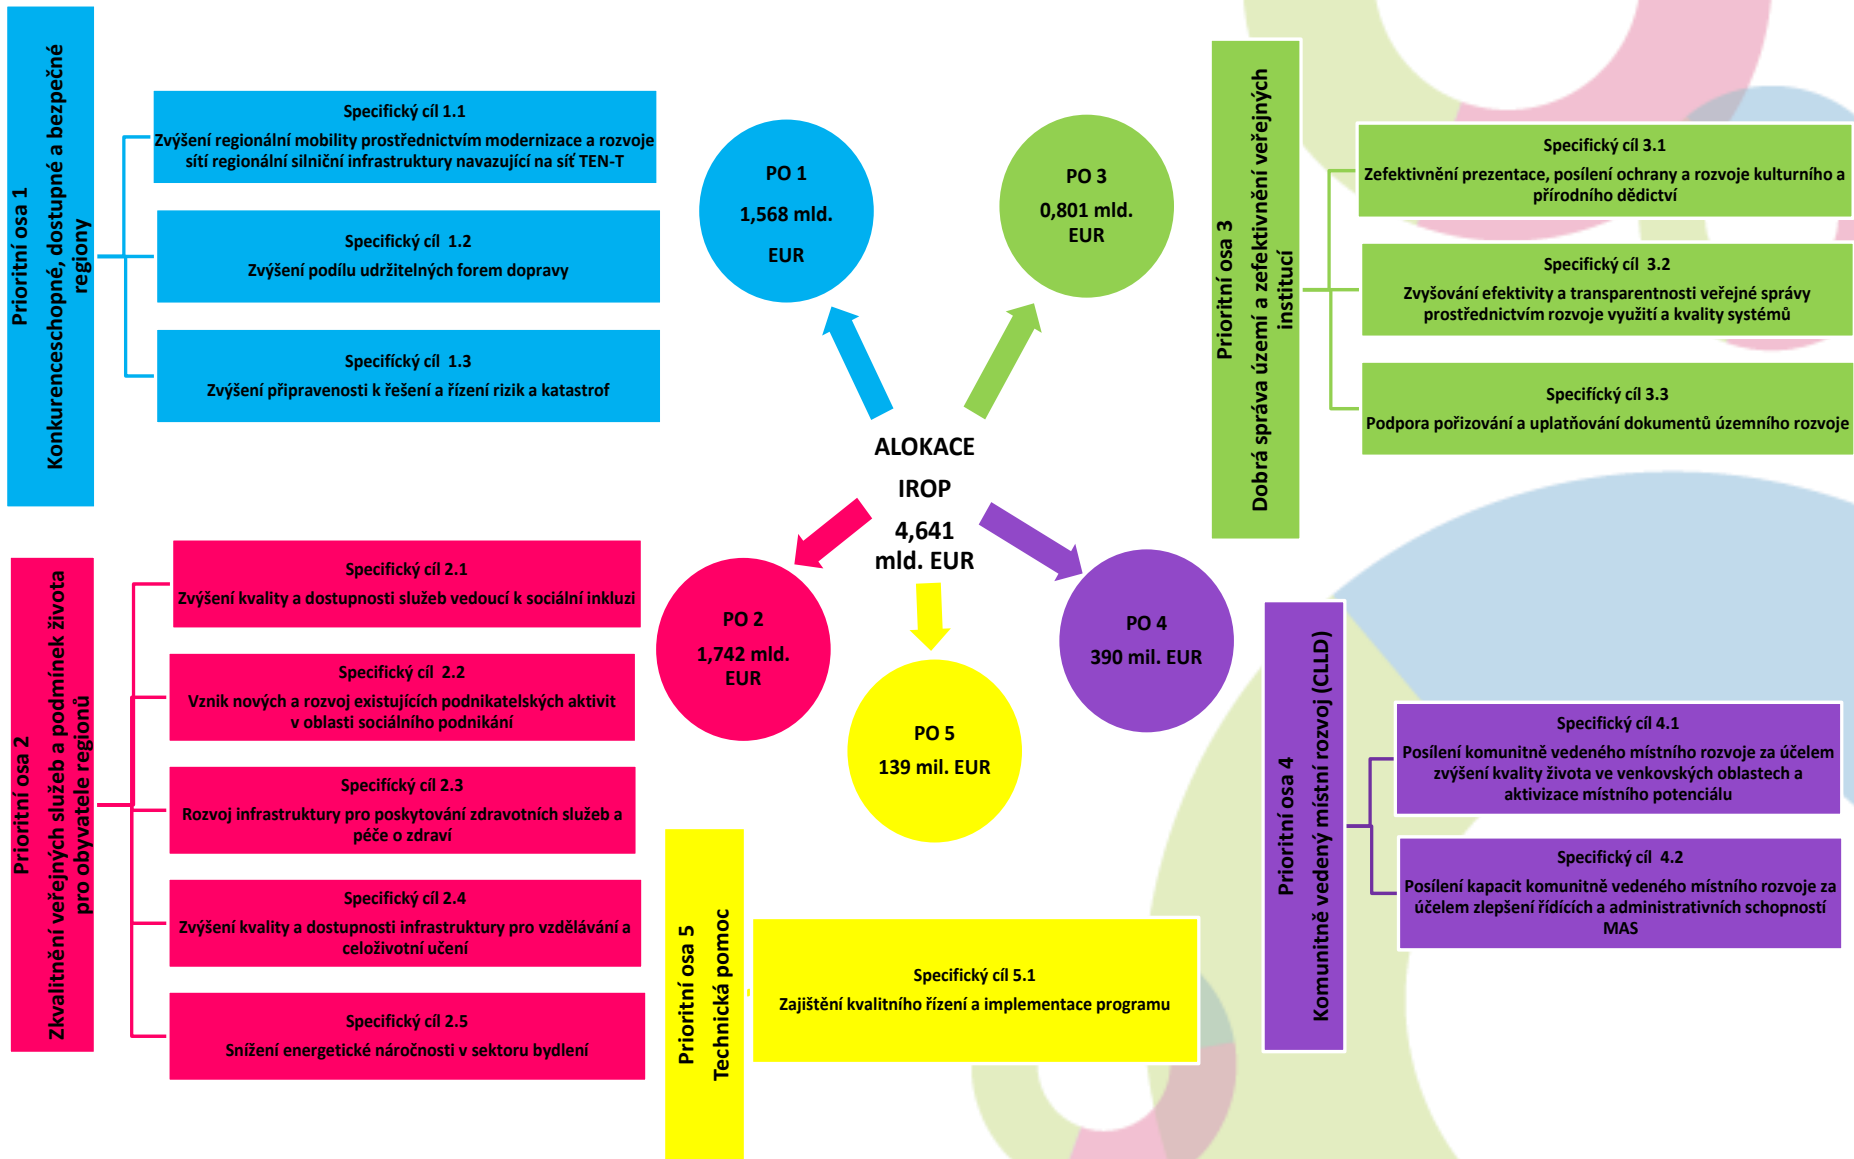 Prioritní osa 1
Konkurenceschopné, dostupné a bezpečné
regiony
Specifický cíl 1.1
Zvýšení regionální mobility prostřednictvím modernizace a rozvoje
sítí regionální silniční infrastruktury navazující na síť TEN-T
Specifický cíl 1.2
Zvýšení podílu udržitelných forem dopravy
Specifický cíl 1.3
Zvýšení připravenosti k řešení a řízení rizik a katastrof
PO 1
1,568 mld.
EUR
PO 3
0,801 mld.
EUR
Prioritní osa 3
Dobrá správa území a zefektivnění veřejných
institucí
Specifický cíl 3.1
Zefektivnění prezentace, posílení ochrany a rozvoje kulturního a
přírodního dědictví
Specifický cíl 3.2
Zvyšování efektivity a transparentnosti veřejné správy
prostřednictvím rozvoje využití a kvality systémů
Specifický cíl 3.3
Podpora pořizování a uplatňování dokumentů územního rozvoje
ALOKACE
IROP
4,641
mld. EUR
Prioritní osa 2
Zkvalitnění veřejných služeb a podmínek života
pro obyvatele regionů
Specifický cíl 2.1
Zvýšení kvality a dostupnosti služeb vedoucí k sociální inkluzi
Specifický cíl 2.2
Vznik nových a rozvoj existujících podnikatelských aktivit
v oblasti sociálního podnikání
Specifický cíl 2.3
Rozvoj infrastruktury pro poskytování zdravotních služeb a
péče o zdraví
Specifický cíl 2.4
Zvýšení kvality a dostupnosti infrastruktury pro vzdělávání a
celoživotní učení
Specifický cíl 2.5
Snížení energetické náročnosti v sektoru bydlení
PO 2
1,742 mld.
EUR
PO 5
139 mil. EUR
PO 4
390 mil. EUR
Prioritní osa 5
Technická pomoc
Specifický cíl 5.1
Zajištění kvalitního řízení a implementace programu
Prioritní osa 4
Komunitně vedený místní rozvoj (CLLD)
Specifický cíl 4.1
Posílení komunitně vedeného místního rozvoje za účelem
zvýšení kvality života ve venkovských oblastech a
aktivizace místního potenciálu
Specifický cíl 4.2
Posílení kapacit komunitně vedeného místního rozvoje za
účelem zlepšení řídících a administrativních schopností
MAS